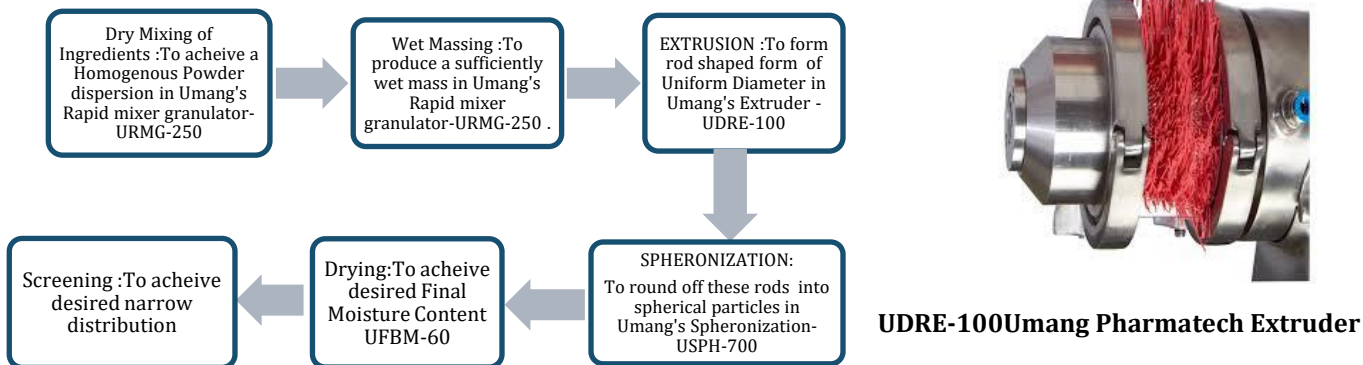 Dry Mixing of
Ingredients :To acheive a
Homogenous Powder
dispersion in Umang's
Rapid mixer granulator-
URMG-250
Wet Massing :To
produce a sufficiently
wet mass in Umang's
Rapid mixer
granulator-URMG-250 .
EXTRUSION :To form
rod shaped form of
Uniform Diameter in
Umang's Extruder -
UDRE-100
SPHERONIZATION:
To round off these rods into
spherical particles in
Umang's Spheronization-
USPH-700
Drying:To acheive
desired Final
Moisture Content
UFBM-60
Screening :To acheive
desired narrow
distribution
UDRE-100Umang Pharmatech Extruder